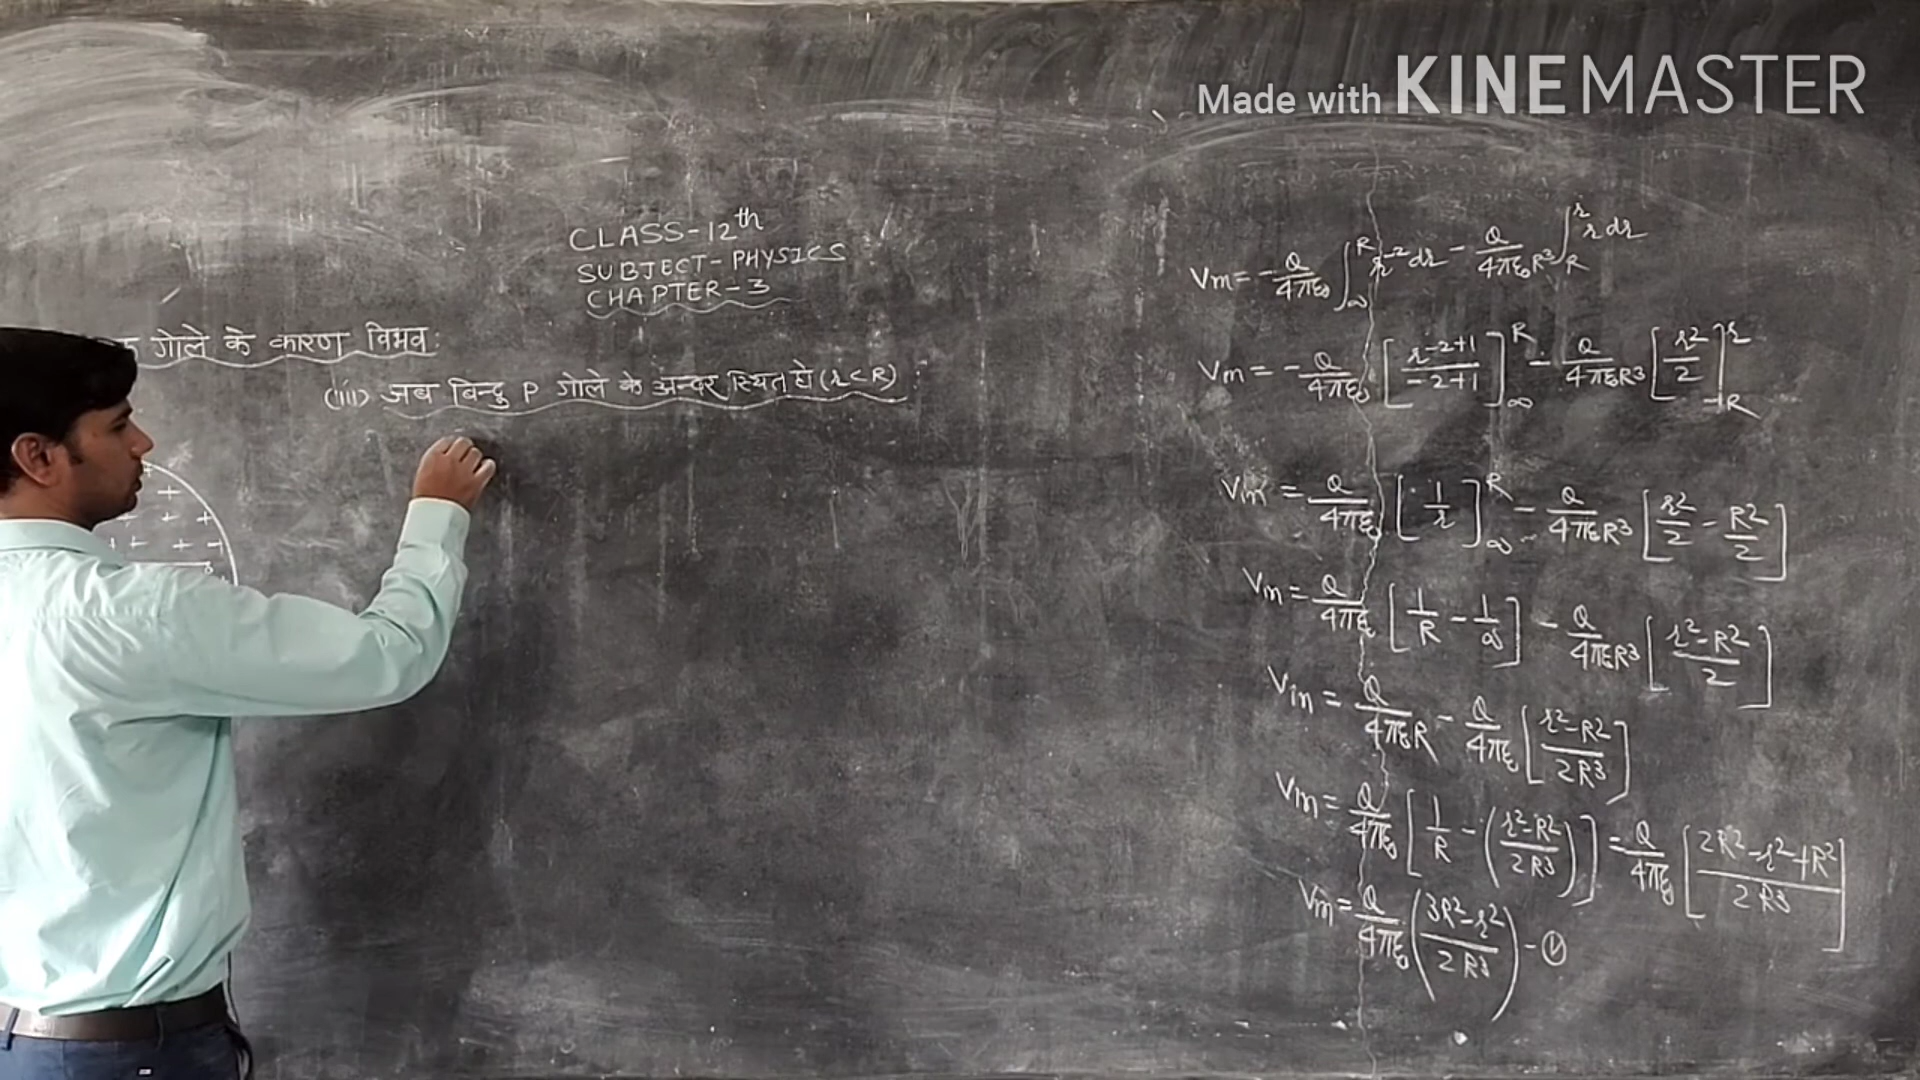 Made with KINEMASTER
CLASS-12th
SUBJECT-PHYSICS
CHAPTER-3
गोले के कारण विभव:
(iii) जब बिन्दु P गोले के अन्दर स्थित हो (r<R) :
Vin = -Q/4πε₀ ∫_∞^R r⁻² dr - Q/4πε₀R³ ∫_R^r r dr
Vin = -Q/4πε₀ [r⁻²⁺¹/-2+1]_∞^R - Q/4πε₀R³ [r²/2]_R^r
Vin = Q/4πε₀ [1/r]_∞^R - Q/4πε₀R³ [r²/2 - R²/2]
Vin = Q/4πε₀ [1/R - 1/∞] - Q/4πε₀R³ [r²-R²/2]
Vin = Q/4πε₀R - Q/4πε₀ [r²-R²/2R³]
Vin = Q/4πε₀ [1/R - (r²-R²/2R³)] = Q/4πε₀ [2R²-r²+R²/2R³]
Vin = Q/4πε₀ (3R²-r²/2R³) - Ⓥ